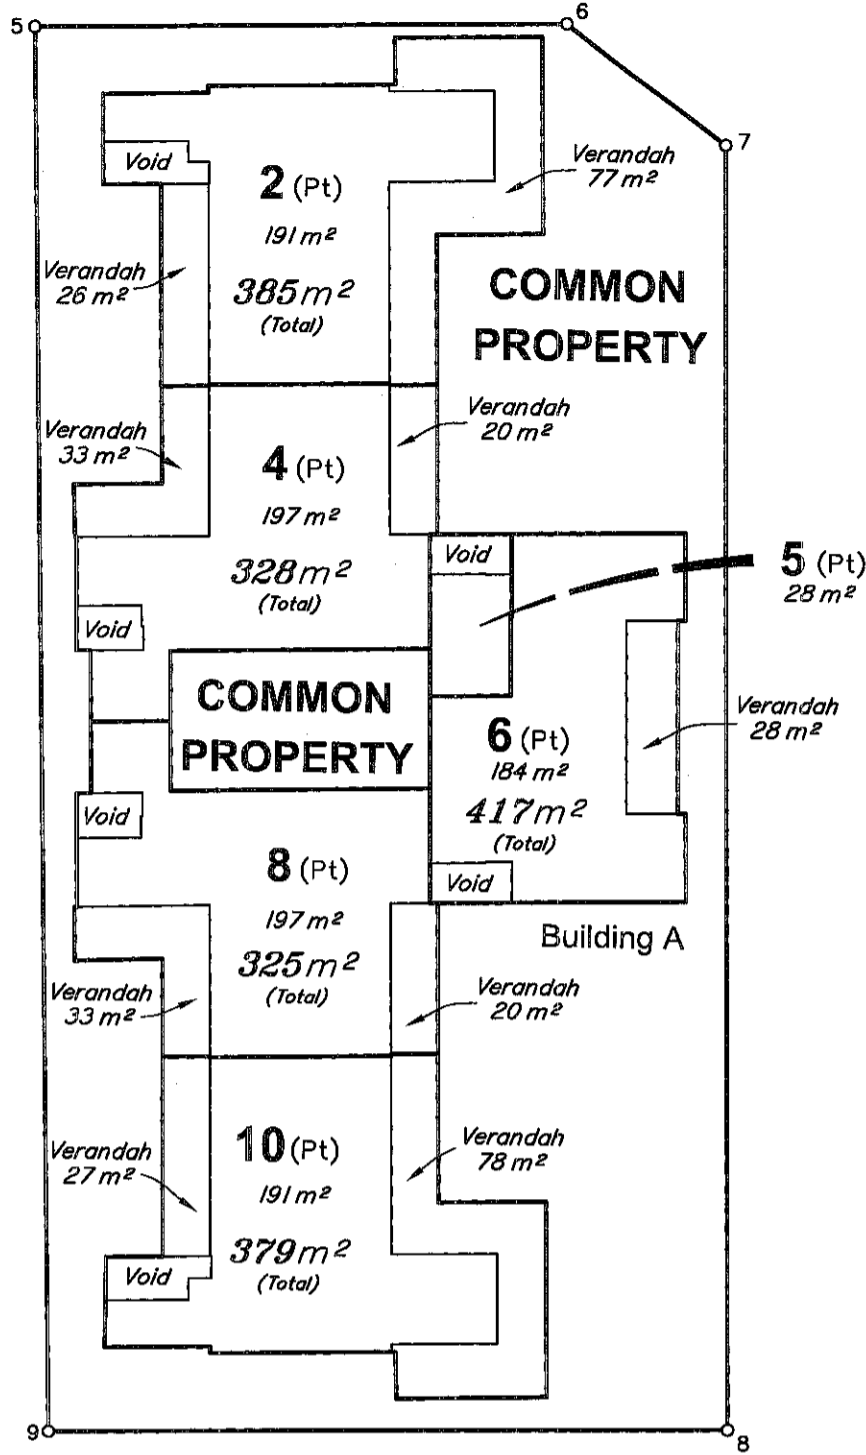 5
6
7
Void
2 (Pt)
191 m²
385 m²
(Total)
Verandah
77 m²
Verandah
26 m²
COMMON
PROPERTY
Verandah
33 m²
4 (Pt)
197 m²
328 m²
(Total)
Verandah
20 m²
Void
5 (Pt)
28 m²
Void
COMMON
PROPERTY
6 (Pt)
184 m²
417 m²
(Total)
Verandah
28 m²
Void
8 (Pt)
197 m²
325 m²
(Total)
Void
Building A
Verandah
33 m²
Verandah
20 m²
10 (Pt)
191 m²
379 m²
(Total)
Verandah
27 m²
Verandah
78 m²
Void
9
8